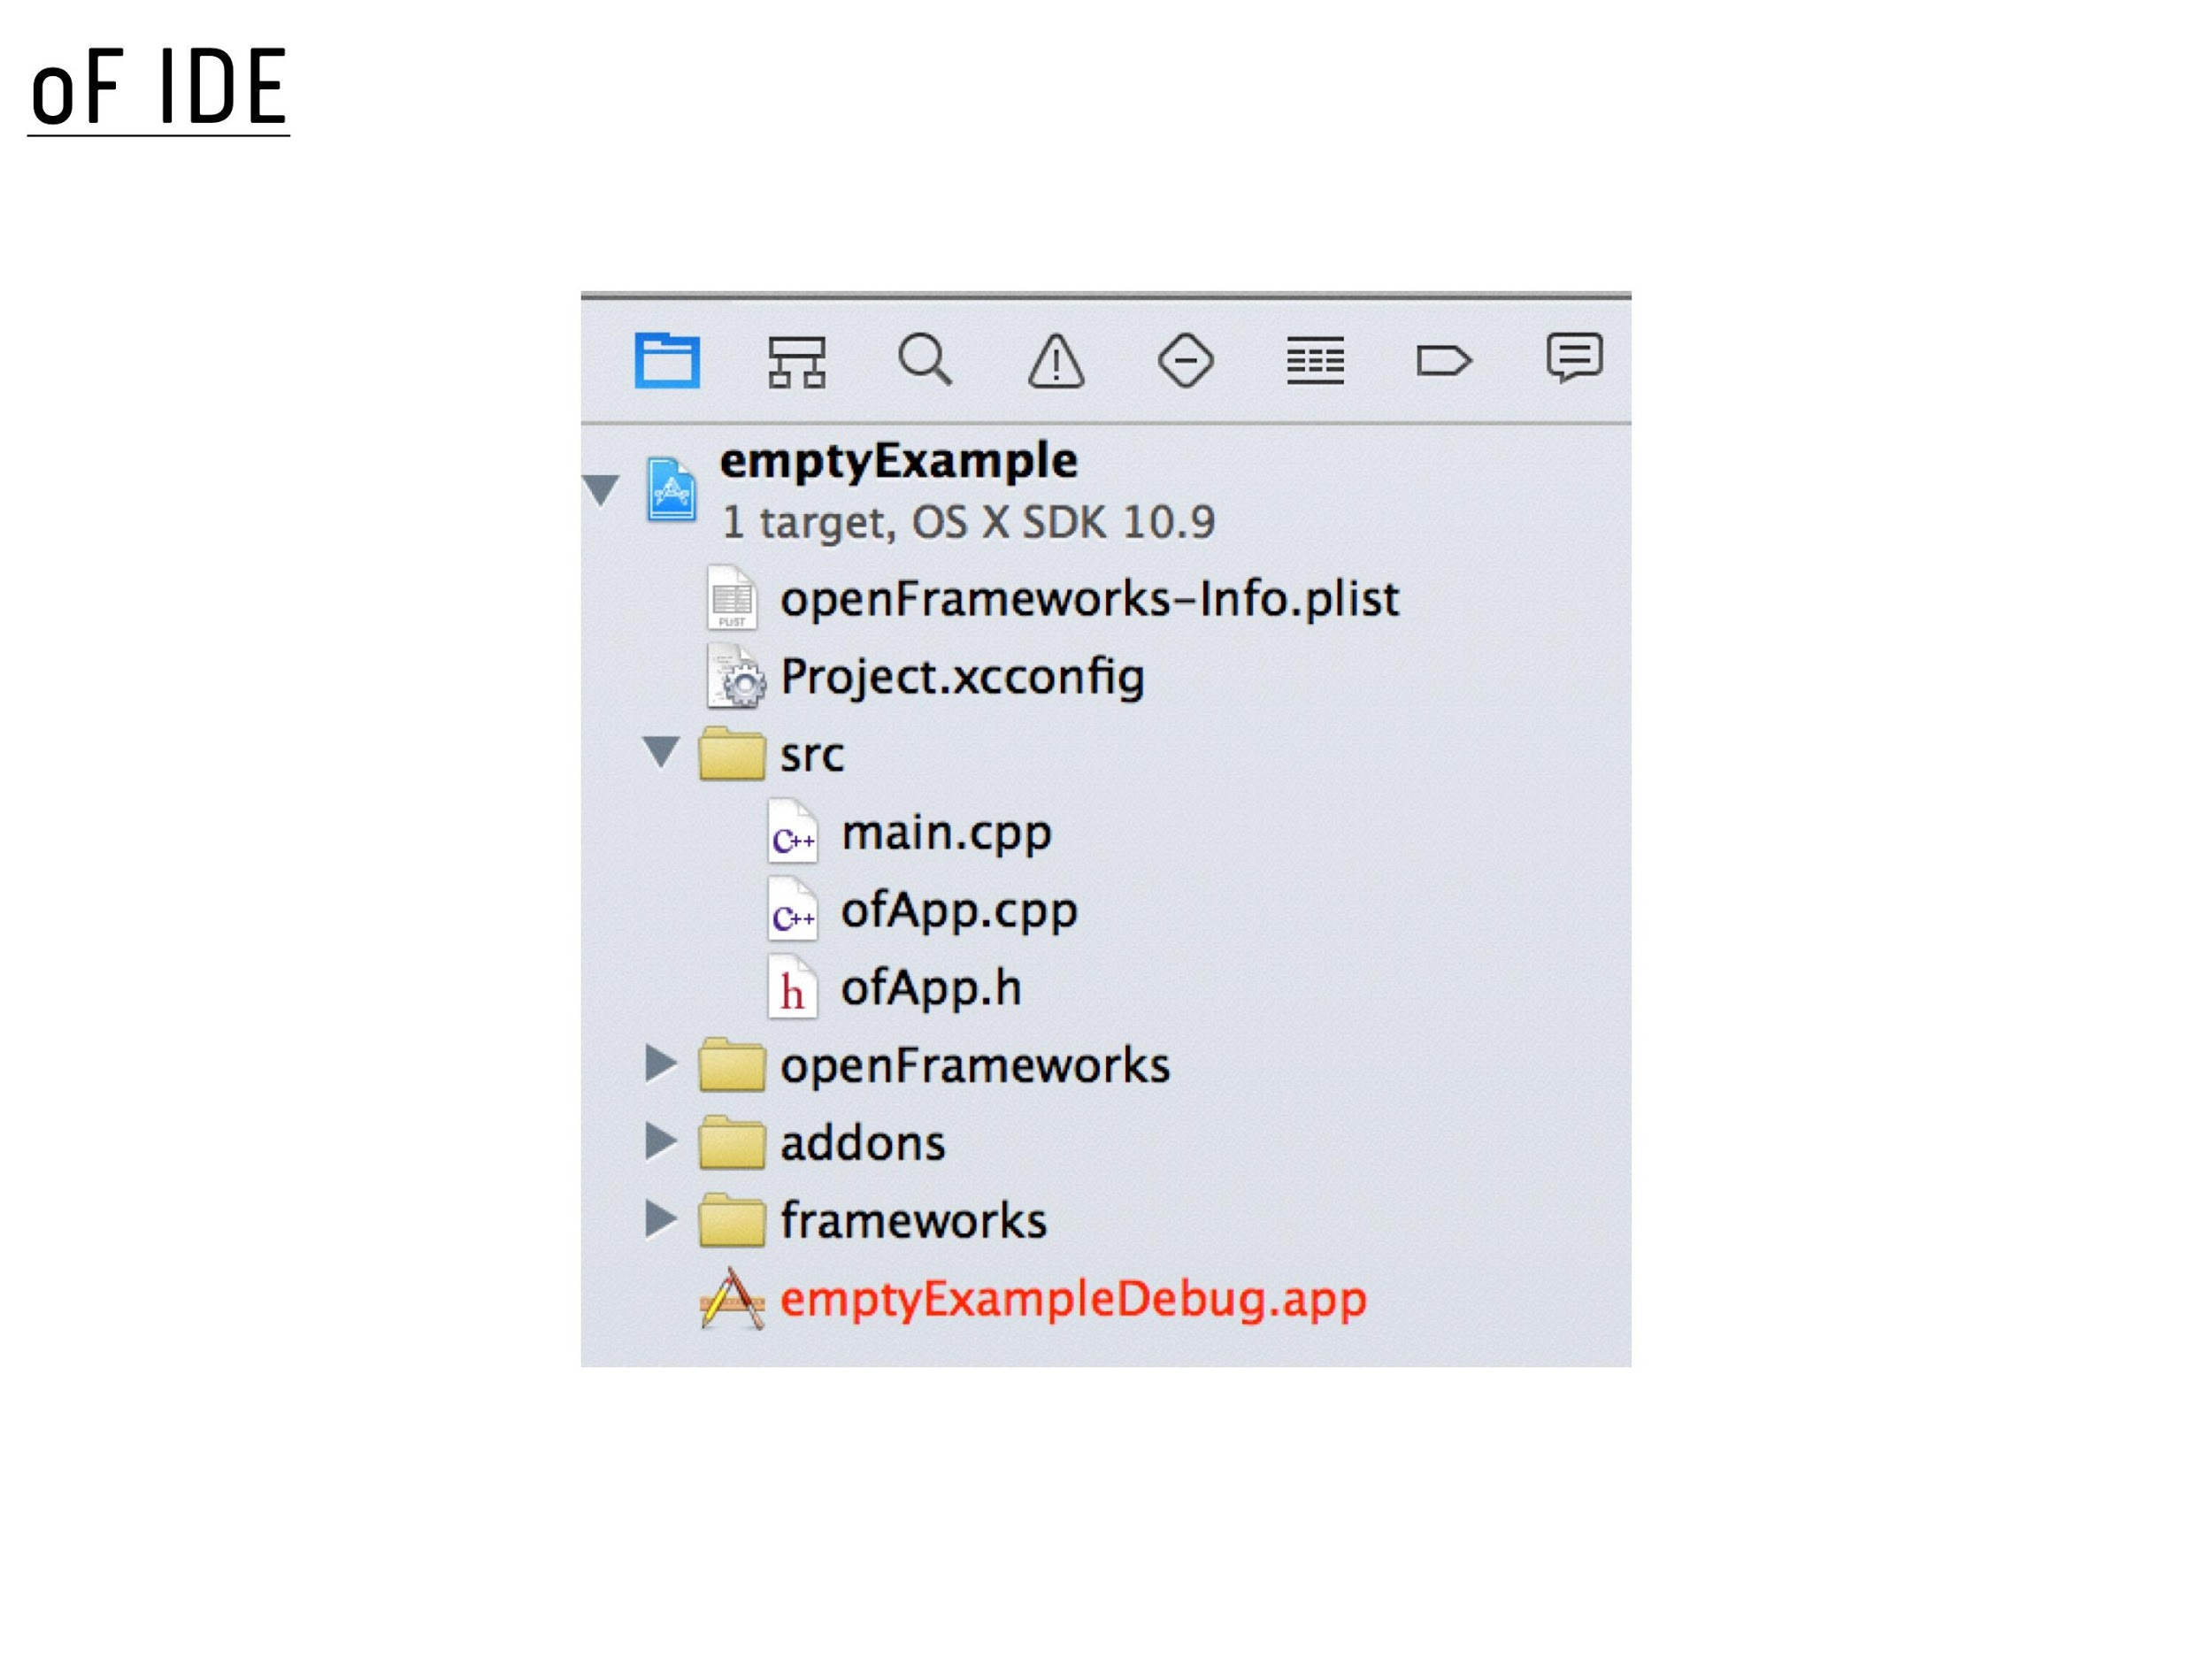 oF IDE
emptyExample
1 target, OS X SDK 10.9
PLIST
openFrameworks-Info.plist
Project.xcconfig
src
C++ main.cpp
C++ ofApp.cpp
h ofApp.h
openFrameworks
addons
frameworks
emptyExampleDebug.app